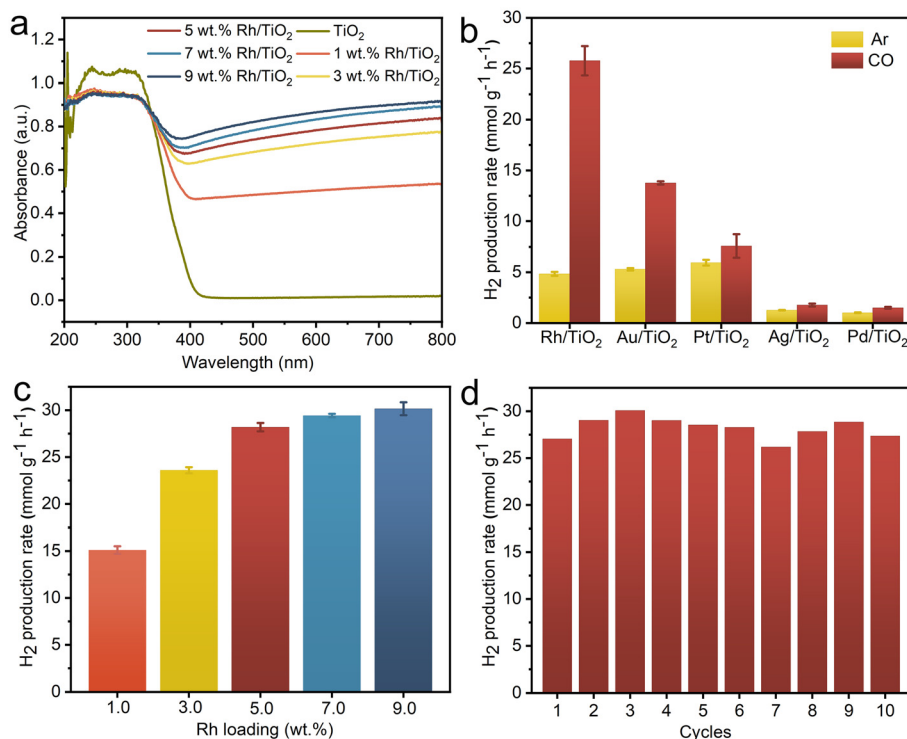 a
5 wt.% Rh/TiO₂
TiO₂
7 wt.% Rh/TiO₂
1 wt.% Rh/TiO₂
9 wt.% Rh/TiO₂
3 wt.% Rh/TiO₂
1.2
1.0
0.8
0.6
0.4
0.2
0.0
Absorbance (a.u.)
200 300 400 500 600 700 800
Wavelength (nm)
b
Ar
CO
30
25
20
15
10
5
0
H₂ production rate (mmol g⁻¹ h⁻¹)
Rh/TiO₂ Au/TiO₂ Pt/TiO₂ Ag/TiO₂ Pd/TiO₂
c
30
25
20
15
10
5
0
H₂ production rate (mmol g⁻¹ h⁻¹)
1.0 3.0 5.0 7.0 9.0
Rh loading (wt.%)
d
30
25
20
15
10
5
0
H₂ production rate (mmol g⁻¹ h⁻¹)
1 2 3 4 5 6 7 8 9 10
Cycles